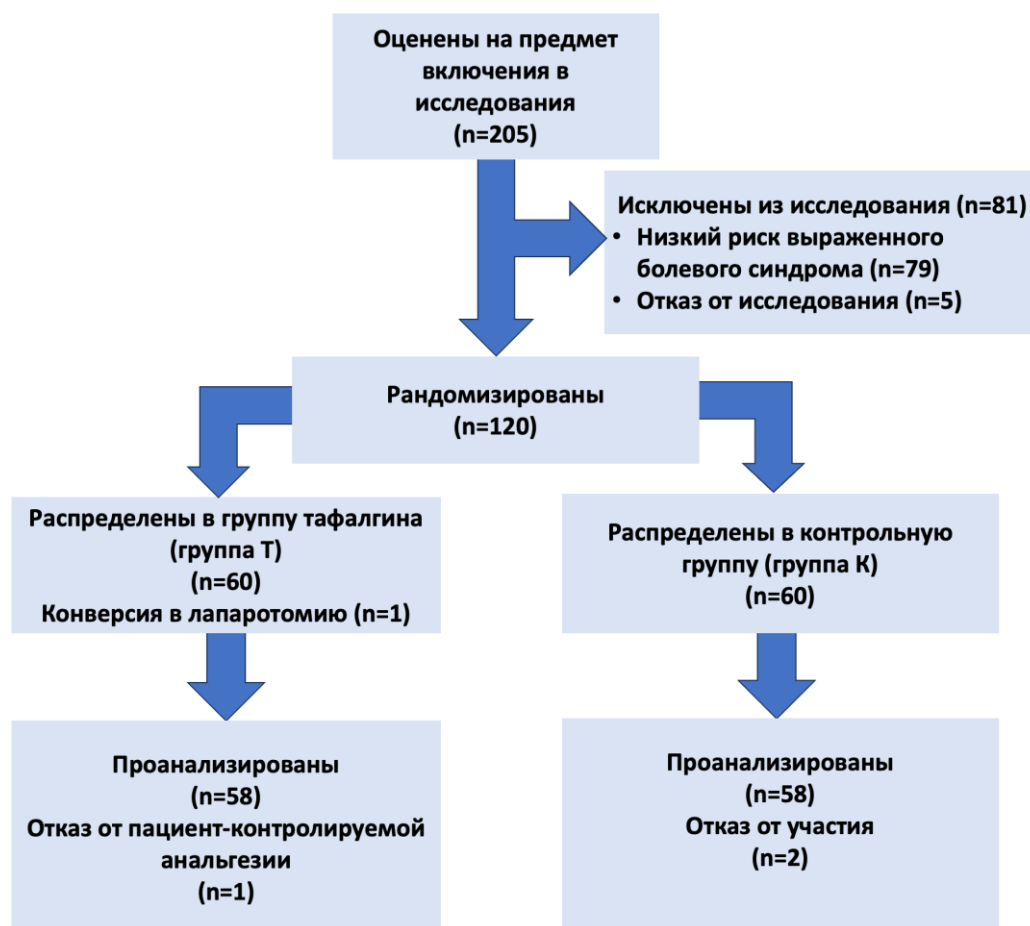 Оценены на предмет
включения в
исследования
(n=205)
Исключены из исследования (n=81)
• Низкий риск выраженного
болевого синдрома (n=79)
• Отказ от исследования (n=5)
Рандомизированы
(n=120)
Распределены в группу тафалгина
(группа Т)
(n=60)
Конверсия в лапаротомию (n=1)
Распределены в контрольную
группу (группа К)
(n=60)
Проанализированы
(n=58)
Отказ от пациент-контролируемой
анальгезии
(n=1)
Проанализированы
(n=58)
Отказ от участия
(n=2)